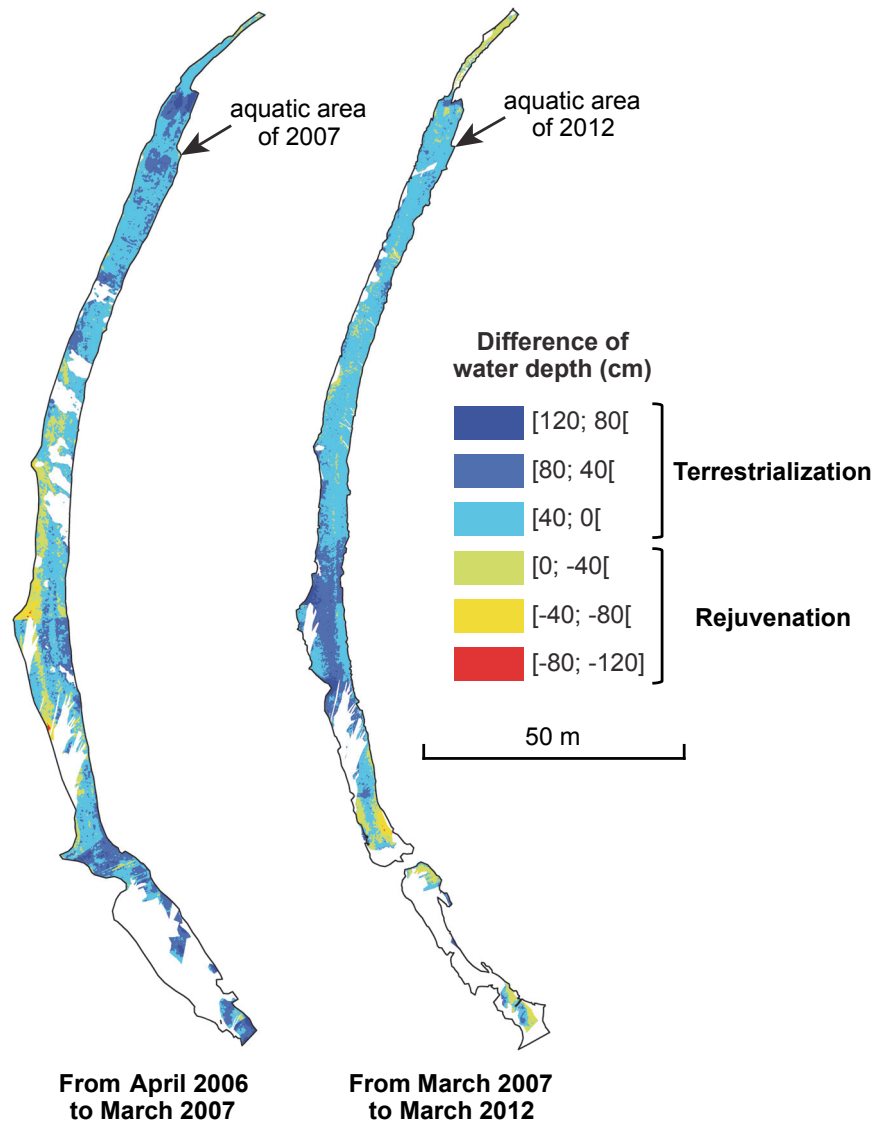 aquatic area
of 2007
aquatic area
of 2012
Difference of
water depth (cm)
[120; 80[
[80; 40[
[40; 0[
Terrestrialization
[0; -40[
[-40; -80[
[-80; -120]
Rejuvenation
50 m
From April 2006
to March 2007
From March 2007
to March 2012